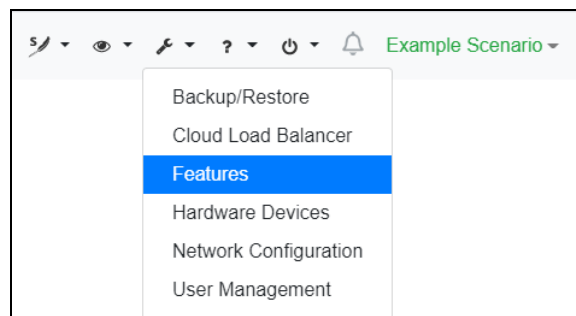 S ? Example Scenario
Backup/Restore
Cloud Load Balancer
Features
Hardware Devices
Network Configuration
User Management